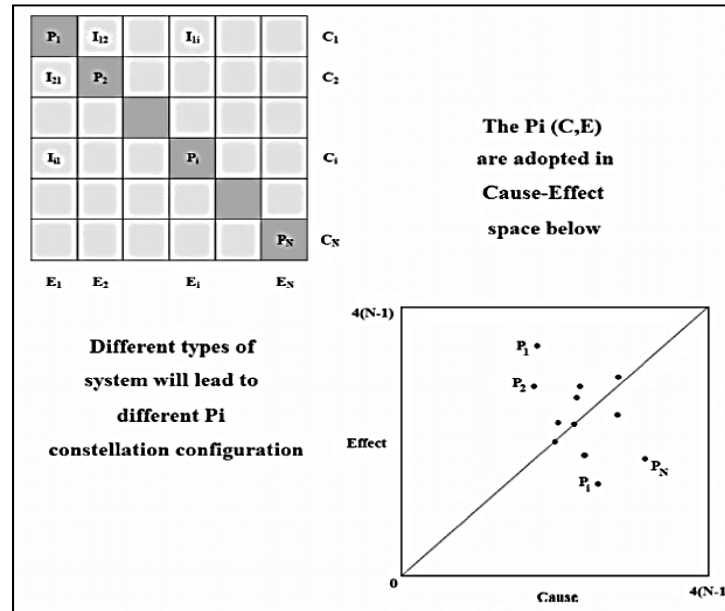 P1 I12 I1i C1
I21 P2 C2
Ii1 Pi Ci
PN CN
E1 E2 Ei EN
The Pi (C,E)
are adopted in
Cause-Effect
space below
Different types of
system will lead to
different Pi
constellation configuration
4(N-1)
P1
P2
Effect
PN
Pi
0
Cause
4(N-1